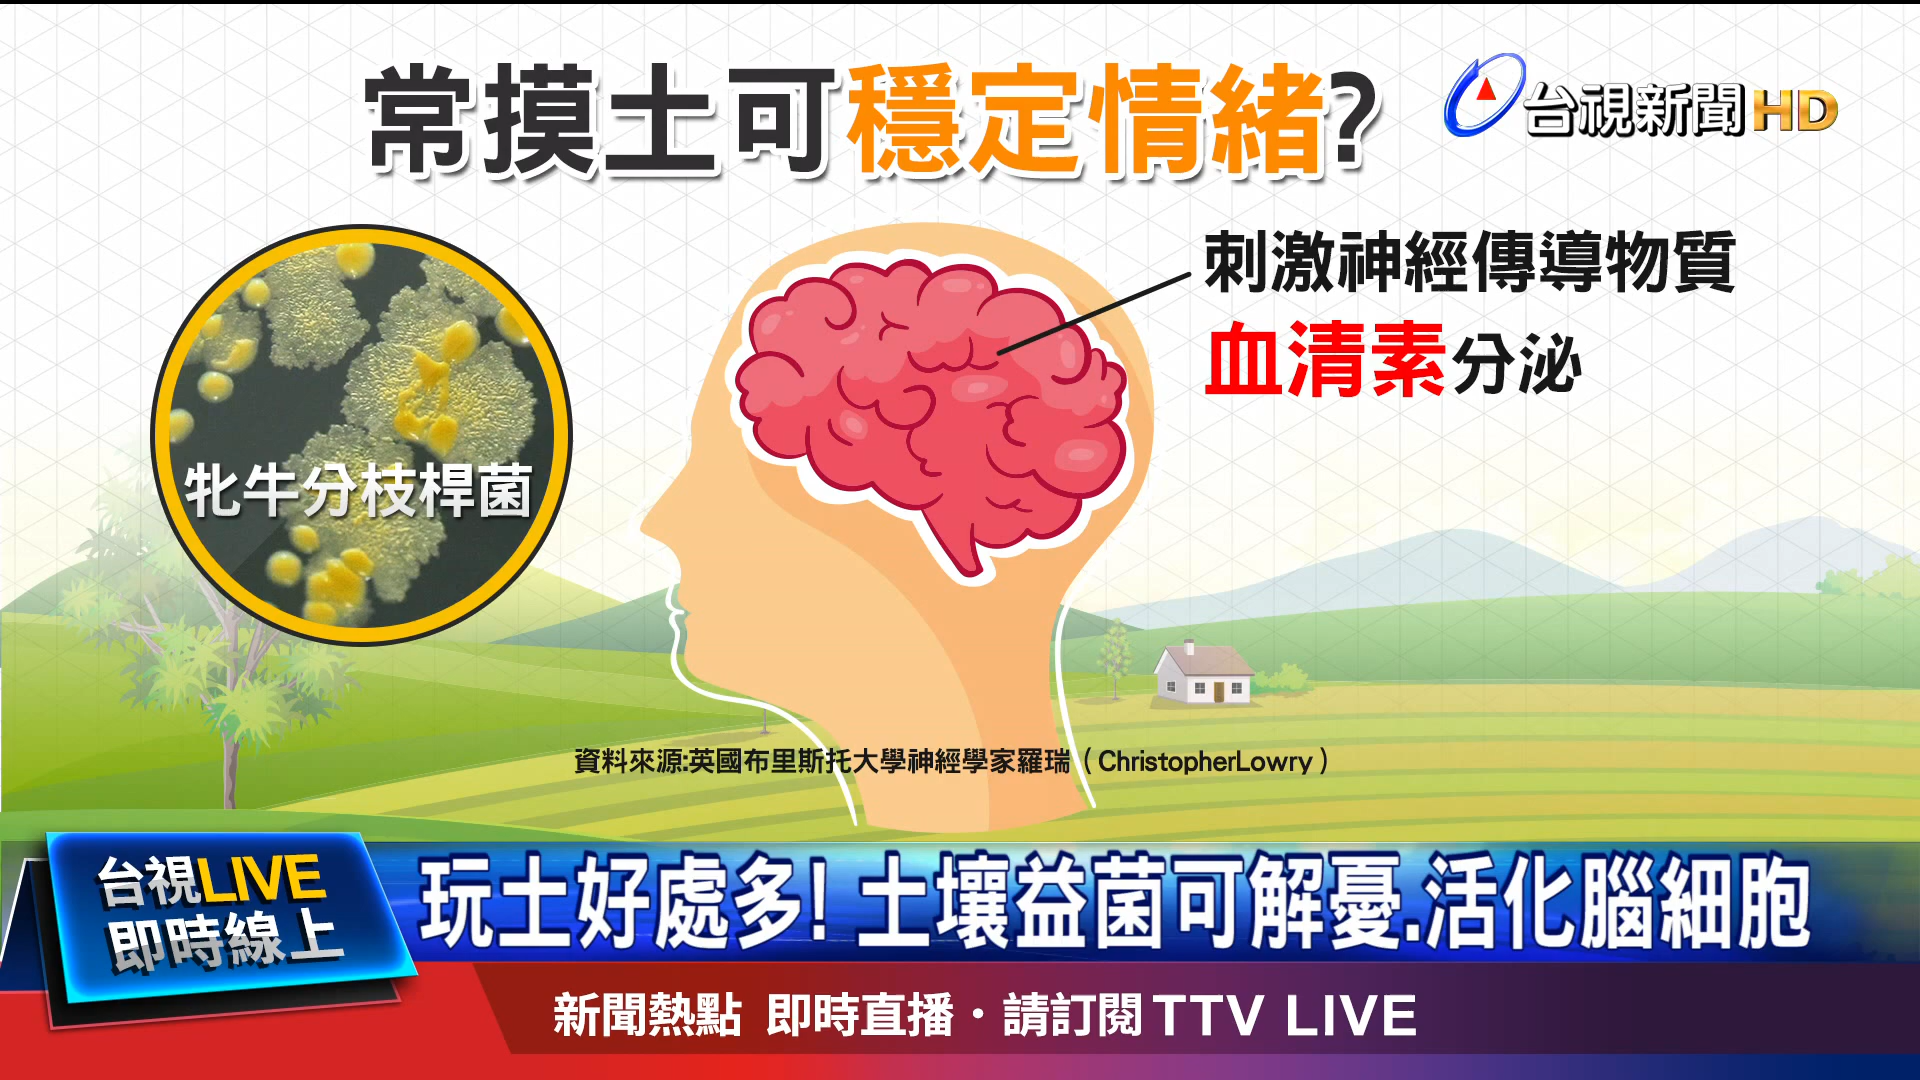 常摸土可穩定情緒?
台視新聞HD
刺激神經傳導物質
血清素分泌
牝牛分枝桿菌
資料來源:英國布里斯托大學神經學家羅瑞（ChristopherLowry）
台視LIVE
即時線上
玩土好處多! 土壤益菌可解憂.活化腦細胞
新聞熱點 即時直播·請訂閱TTV LIVE